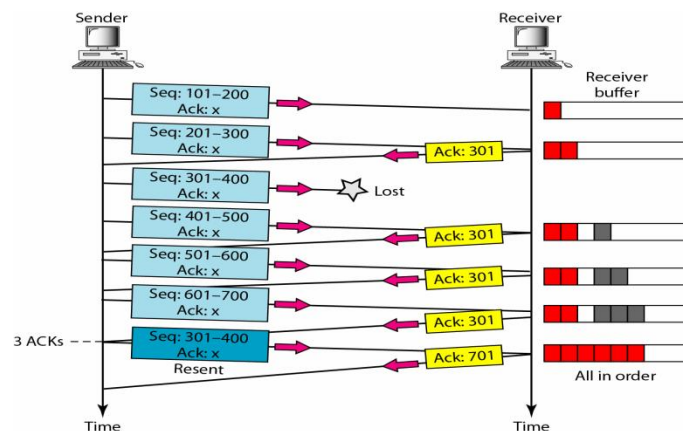 Sender
Receiver
Receiver
buffer
Seq: 101–200
Ack: x
Seq: 201–300
Ack: x
Ack: 301
Seq: 301–400
Ack: x
Lost
Seq: 401–500
Ack: x
Ack: 301
Seq: 501–600
Ack: x
Ack: 301
Seq: 601–700
Ack: x
Ack: 301
3 ACKs
Seq: 301–400
Ack: x
Resent
Ack: 701
All in order
Time
Time